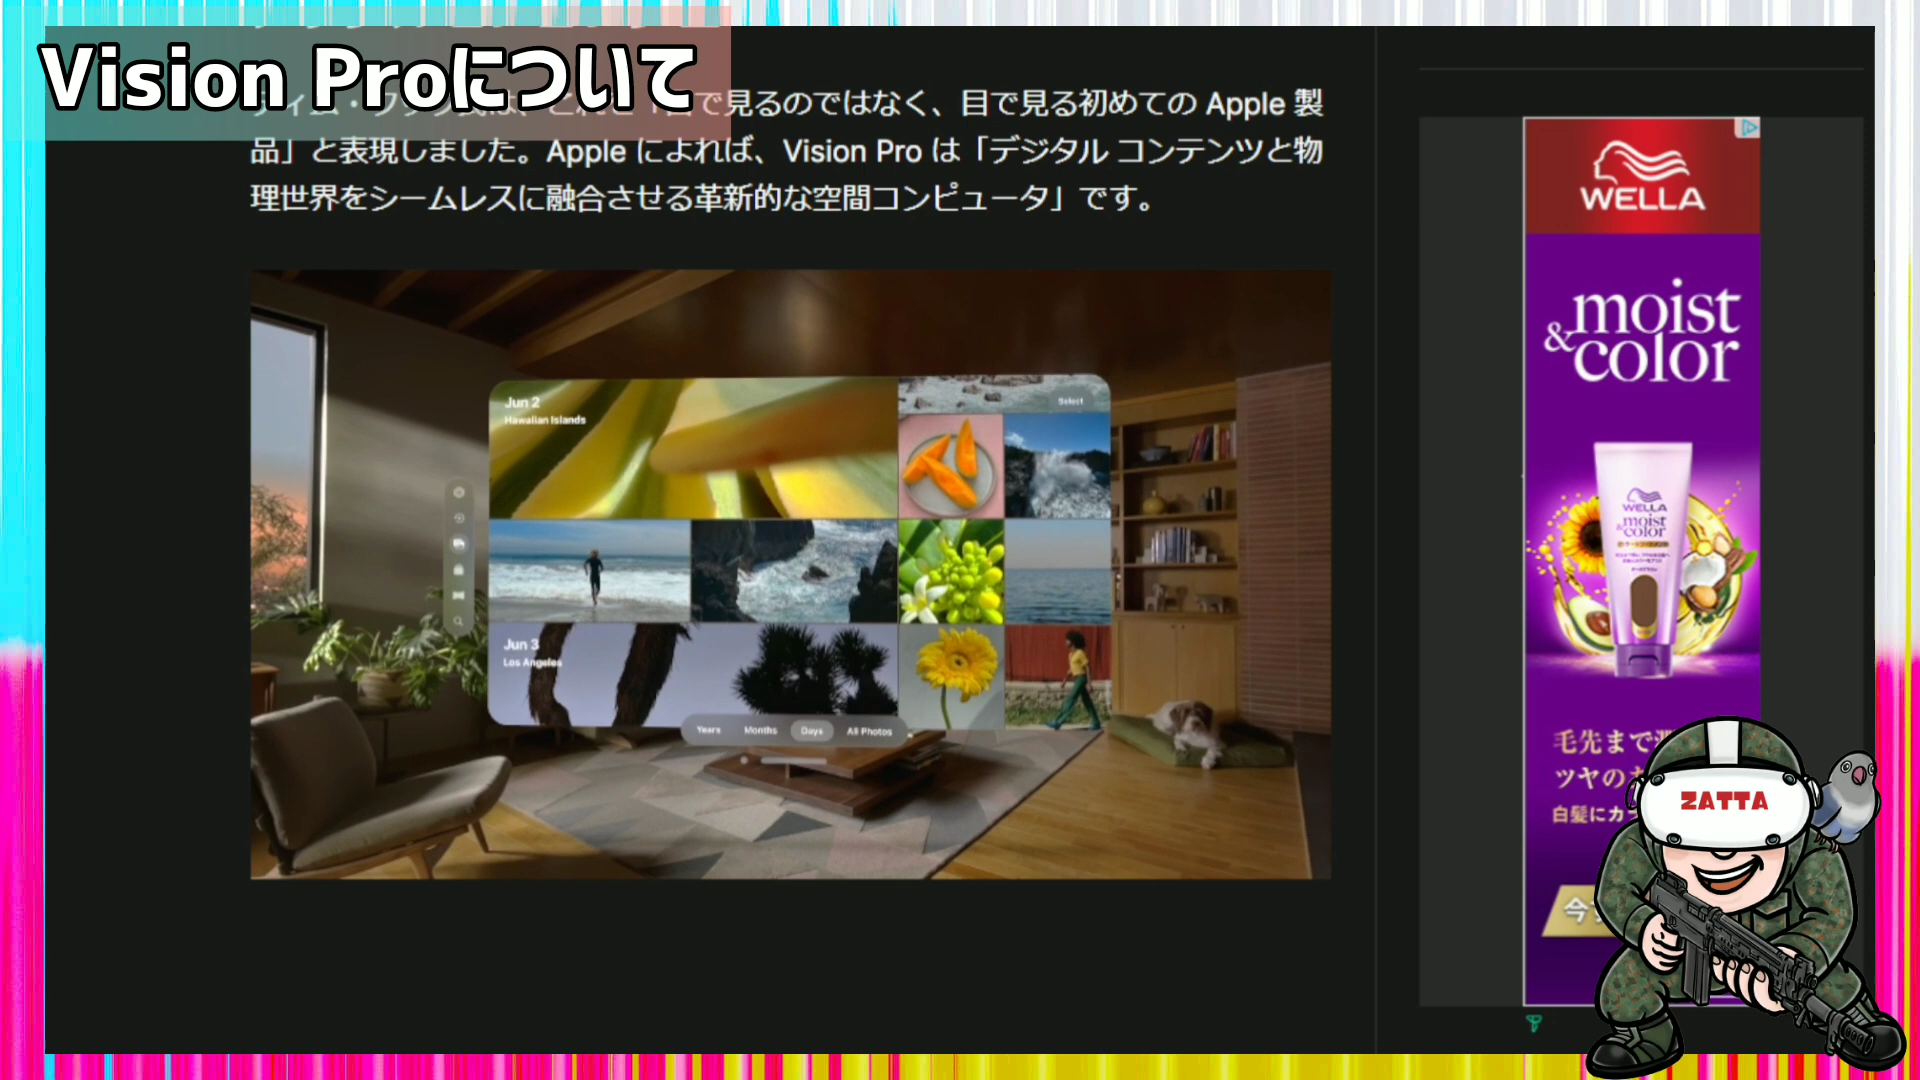 Vision Proについて
で見るのではなく、目で見る初めての Apple 製
品」と表現しました。Apple によれば、Vision Pro は「デジタル コンテンツと物
理世界をシームレスに融合させる革新的な空間コンピュータ」です。
Jun 2
Hawaiian Islands
Select
Jun 3
Los Angeles
Years Months Days All Photos
WELLA
moist
&color
WELLA
moist
&color
毛先まで
ツヤの
白髪にカ
今
ZATTA